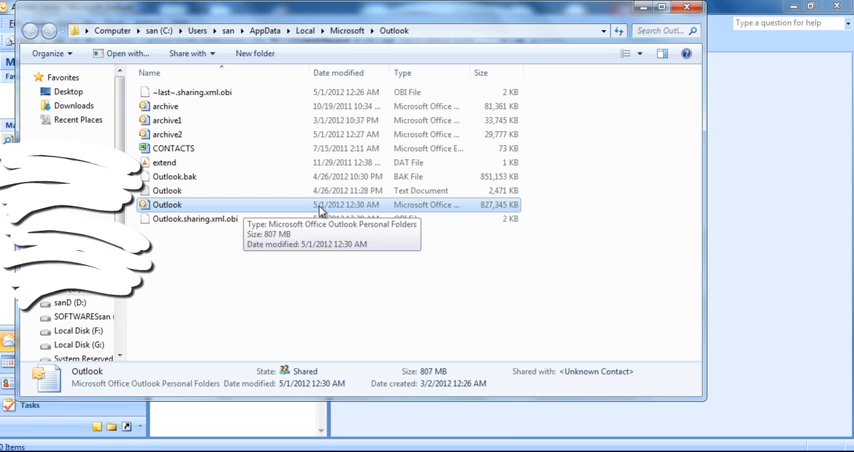 Type a question for help
Computer ▸ san (C:) ▸ Users ▸ san ▸ AppData ▸ Local ▸ Microsoft ▸ Outlook
Search Outl...
Organize Open with... Share with New folder
Name Date modified Type Size
Favorites
Desktop
Downloads
Recent Places
~last~.sharing.xml.obi 5/1/2012 12:26 AM OBI File 2 KB
archive 10/19/2011 10:34 ... Microsoft Office ... 81,361 KB
archive1 3/1/2012 10:37 PM Microsoft Office ... 33,745 KB
archive2 5/1/2012 12:27 AM Microsoft Office ... 29,777 KB
CONTACTS 7/15/2011 2:11 AM Microsoft Office E... 73 KB
extend 11/29/2011 12:38 ... DAT File 1 KB
Outlook.bak 4/26/2012 10:30 PM BAK File 851,153 KB
Outlook 4/26/2012 11:28 PM Text Document 2,471 KB
Outlook 5/1/2012 12:30 AM Microsoft Office ... 827,345 KB
Outlook.sharing.xml.obi 2 KB
Type: Microsoft Office Outlook Personal Folders
Size: 807 MB
Date modified: 5/1/2012 12:30 AM
sanD (D:)
SOFTWARESsan (
Local Disk (F:)
Local Disk (G:)
System Reserved
Outlook State: Shared Size: 807 MB Shared with: <Unknown Contact>
Microsoft Office Outlook Personal Folders Date modified: 5/1/2012 12:30 AM Date created: 3/2/2012 12:26 AM
Tasks
0 Items